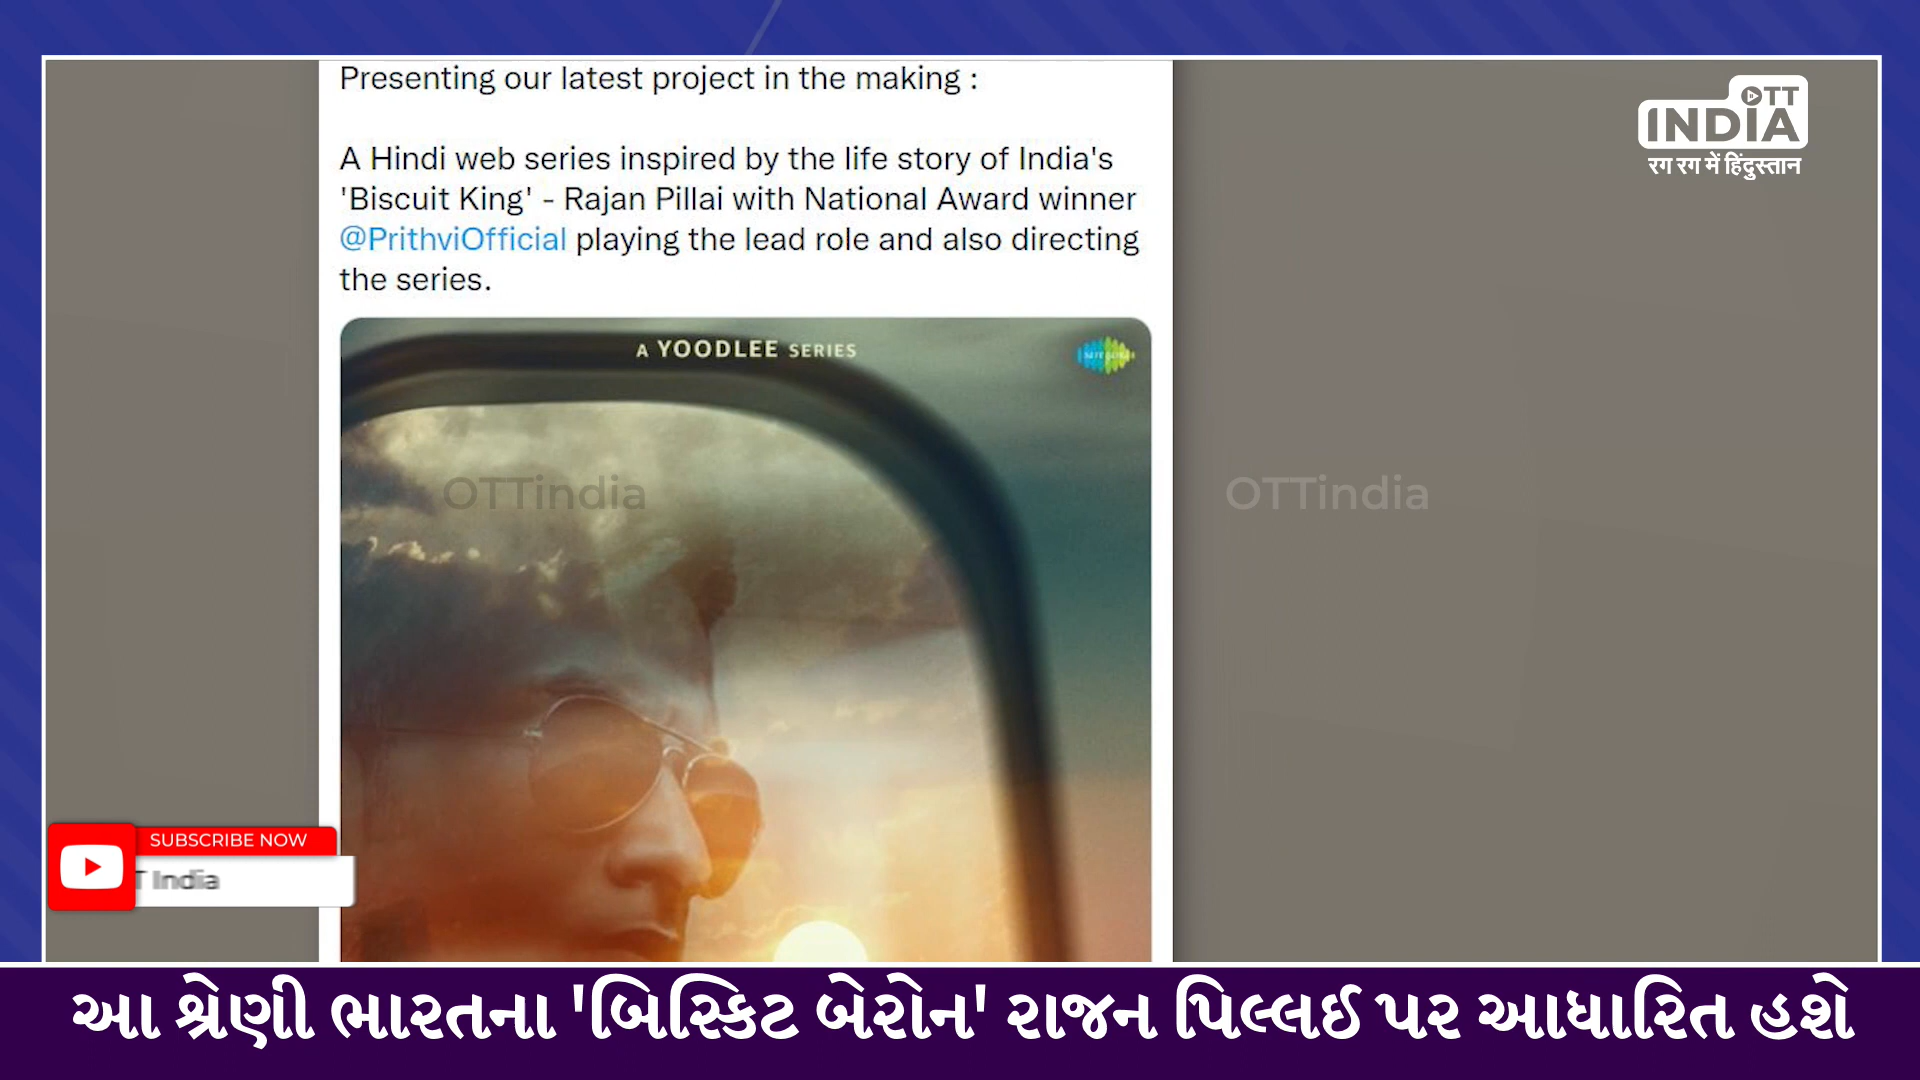 Presenting our latest project in the making :
A Hindi web series inspired by the life story of India's
'Biscuit King' - Rajan Pillai with National Award winner
@PrithviOfficial playing the lead role and also directing
the series.
A YOODLEE SERIES
OTT
INDIA
रग रग में हिंदुस्तान
OTTindia
OTTindia
SUBSCRIBE NOW
T India
આ શ્રેણી ભારતના 'બિસ્કિટ બેરોન' રાજન પિલ્લઈ પર આધારિત હશે